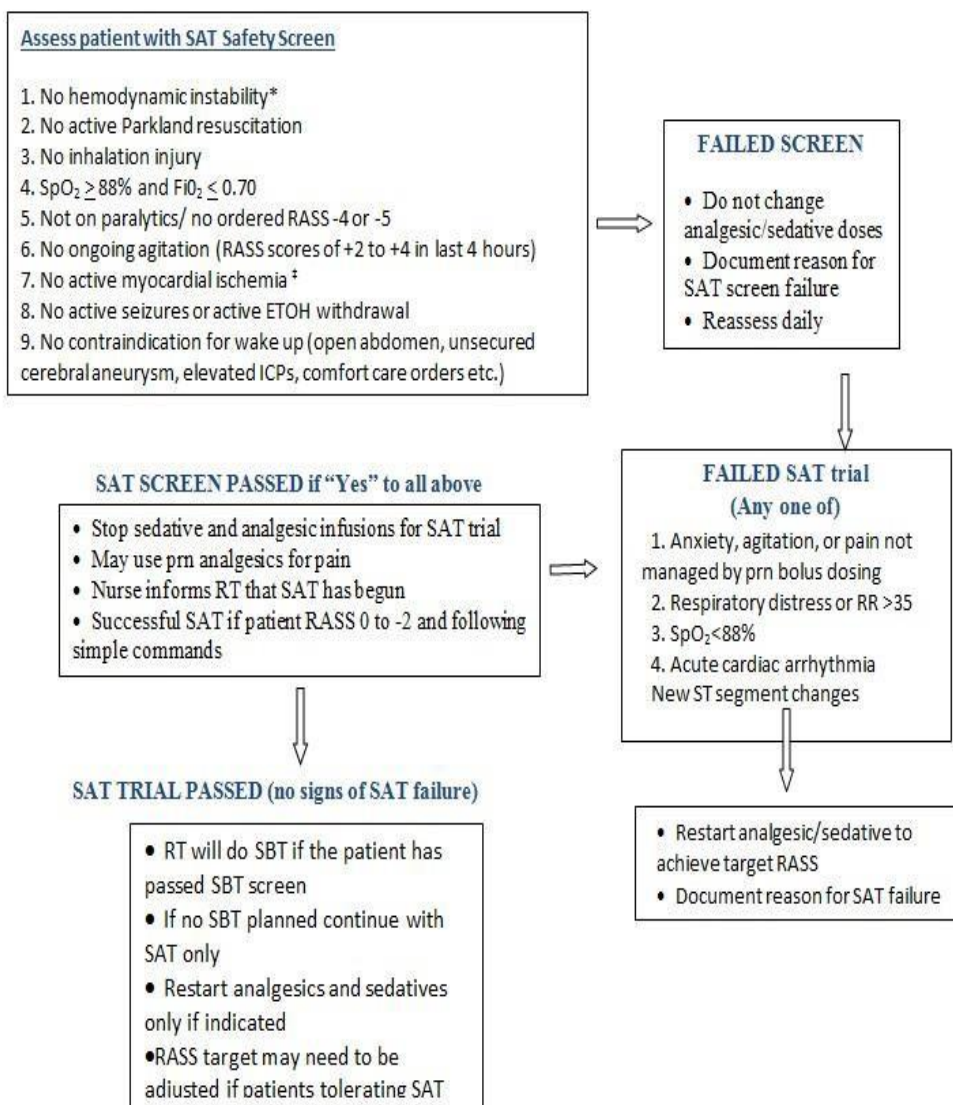 Assess patient with SAT Safety Screen
1. No hemodynamic instability*
2. No active Parkland resuscitation
3. No inhalation injury
4. SpO₂ ≥ 88% and Fi0₂ ≤ 0.70
5. Not on paralytics/ no ordered RASS -4 or -5
6. No ongoing agitation (RASS scores of +2 to +4 in last 4 hours)
7. No active myocardial ischemia ‡
8. No active seizures or active ETOH withdrawal
9. No contraindication for wake up (open abdomen, unsecured
cerebral aneurysm, elevated ICPs, comfort care orders etc.)
FAILED SCREEN
• Do not change
analgesic/sedative doses
• Document reason for
SAT screen failure
• Reassess daily
SAT SCREEN PASSED if “Yes” to all above
• Stop sedative and analgesic infusions for SAT trial
• May use prn analgesics for pain
• Nurse informs RT that SAT has begun
• Successful SAT if patient RASS 0 to -2 and following
simple commands
FAILED SAT trial
(Any one of)
1. Anxiety, agitation, or pain not
managed by prn bolus dosing
2. Respiratory distress or RR >35
3. SpO₂<88%
4. Acute cardiac arrhythmia
New ST segment changes
SAT TRIAL PASSED (no signs of SAT failure)
• RT will do SBT if the patient has
passed SBT screen
• If no SBT planned continue with
SAT only
• Restart analgesics and sedatives
only if indicated
•RASS target may need to be
adjusted if patients tolerating SAT
• Restart analgesic/sedative to
achieve target RASS
• Document reason for SAT failure